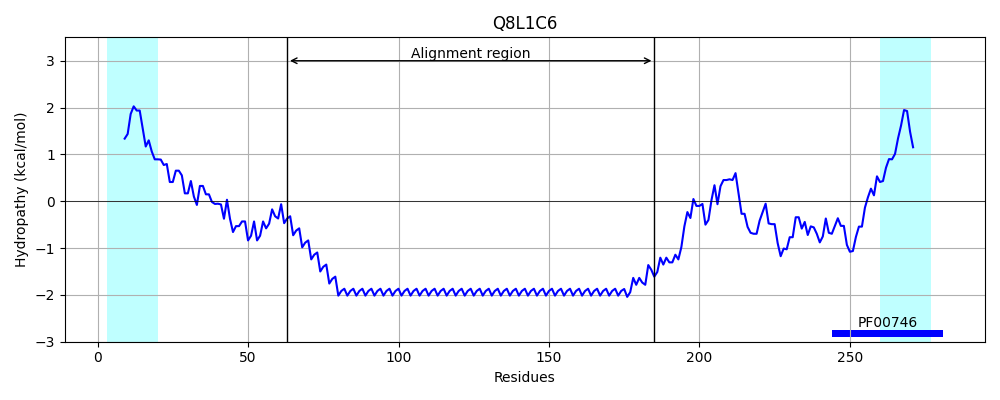 Q8L1C6
Alignment region
3
2
1
0
−1
−2
−3
Hydropathy (kcal/mol)
PF00746
0 50 100 150 200 250
Residues